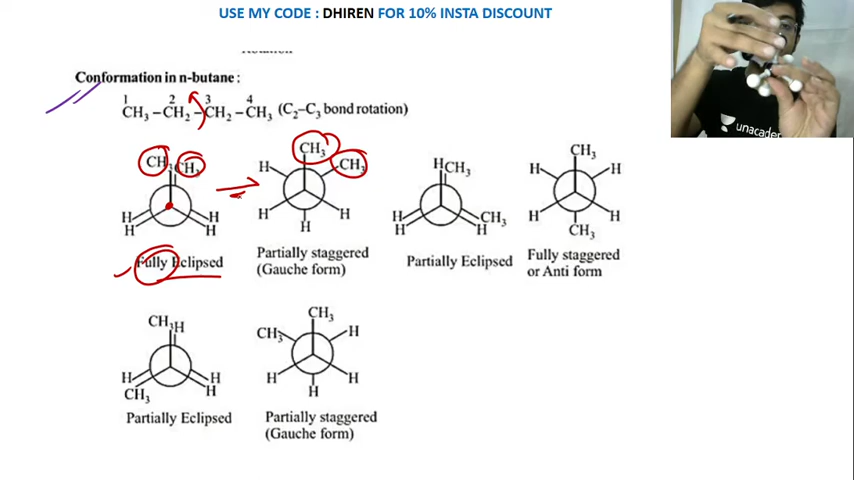 USE MY CODE : DHIREN FOR 10% INSTA DISCOUNT
Conformation in n-butane :
1 2 3 4
CH₃ – CH₂ – CH₂ – CH₃ (C₂–C₃ bond rotation)
CH₃ CH₃
H H
H H
Fully Eclipsed
CH₃
H CH₃
H H
H
Partially staggered
(Gauche form)
H CH₃
H CH₃
H H
Partially Eclipsed
CH₃
H H
H H
CH₃
Fully staggered
or Anti form
CH₃ H
H H
CH₃ H
Partially Eclipsed
CH₃
CH₃ H
H H
H
Partially staggered
(Gauche form)
unacade